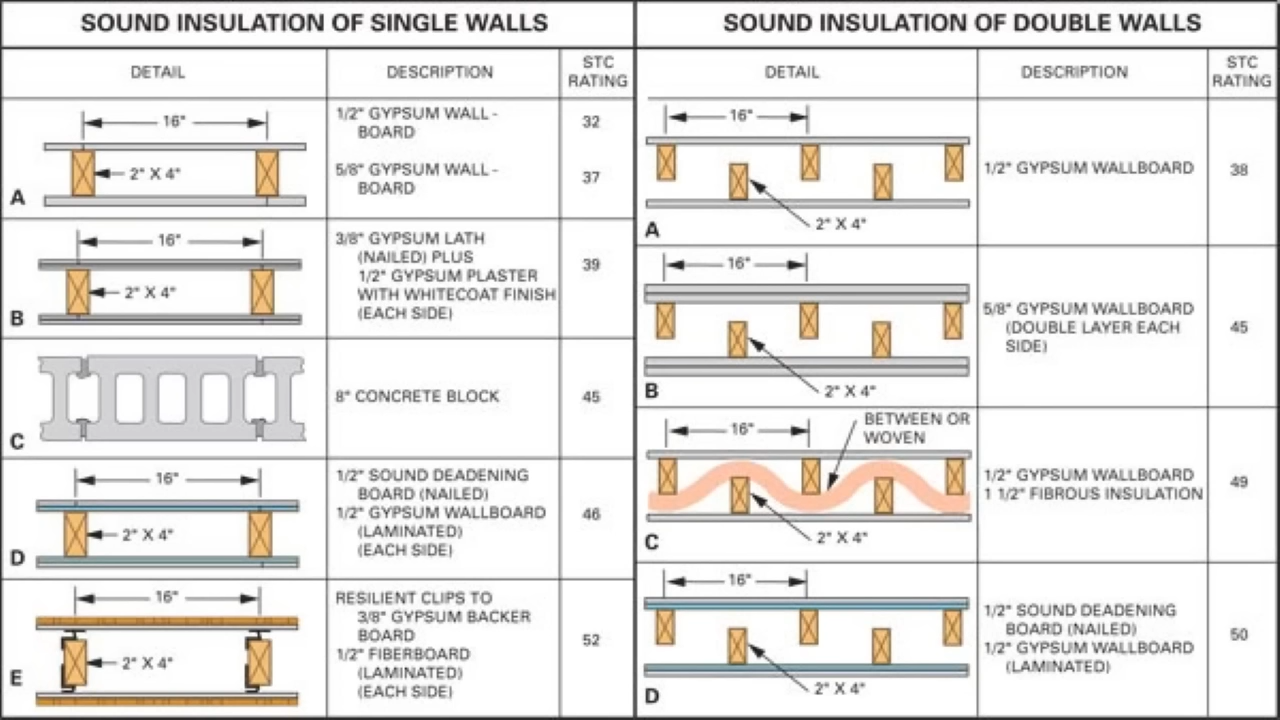 SOUND INSULATION OF SINGLE WALLS
DETAIL
DESCRIPTION
STC
RATING
16"
2" X 4"
A
1/2" GYPSUM WALL-
BOARD
32
5/8" GYPSUM WALL-
BOARD
37
16"
2" X 4"
B
3/8" GYPSUM LATH
(NAILED) PLUS
1/2" GYPSUM PLASTER
WITH WHITECOAT FINISH
(EACH SIDE)
39
C
8" CONCRETE BLOCK
45
16"
2" X 4"
D
1/2" SOUND DEADENING
BOARD (NAILED)
1/2" GYPSUM WALLBOARD
(LAMINATED)
(EACH SIDE)
46
16"
2" X 4"
E
RESILIENT CLIPS TO
3/8" GYPSUM BACKER
BOARD
1/2" FIBERBOARD
(LAMINATED)
(EACH SIDE)
52
SOUND INSULATION OF DOUBLE WALLS
DETAIL
DESCRIPTION
STC
RATING
16"
2" X 4"
A
1/2" GYPSUM WALLBOARD
38
16"
2" X 4"
B
5/8" GYPSUM WALLBOARD
(DOUBLE LAYER EACH
SIDE)
45
16"
BETWEEN OR
WOVEN
2" X 4"
C
1/2" GYPSUM WALLBOARD
1 1/2" FIBROUS INSULATION
49
16"
2" X 4"
D
1/2" SOUND DEADENING
BOARD (NAILED)
1/2" GYPSUM WALLBOARD
(LAMINATED)
50